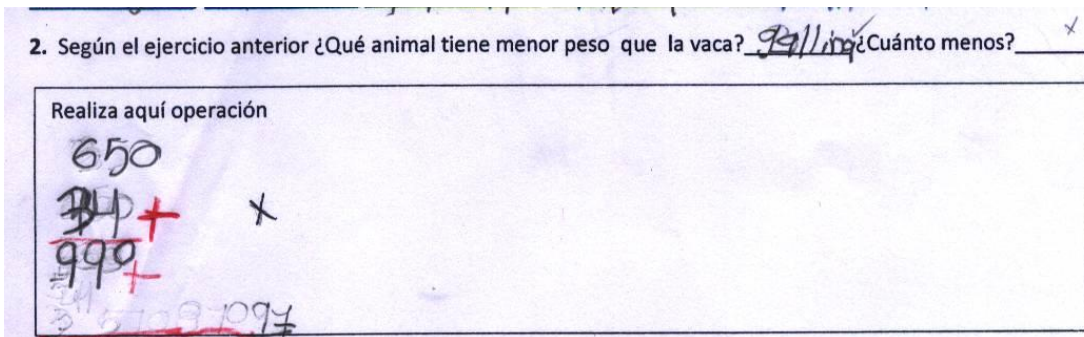 2. Según el ejercicio anterior ¿Qué animal tiene menor peso que la vaca? gallina ¿Cuánto menos?
Realiza aquí operación
650
340 +
990